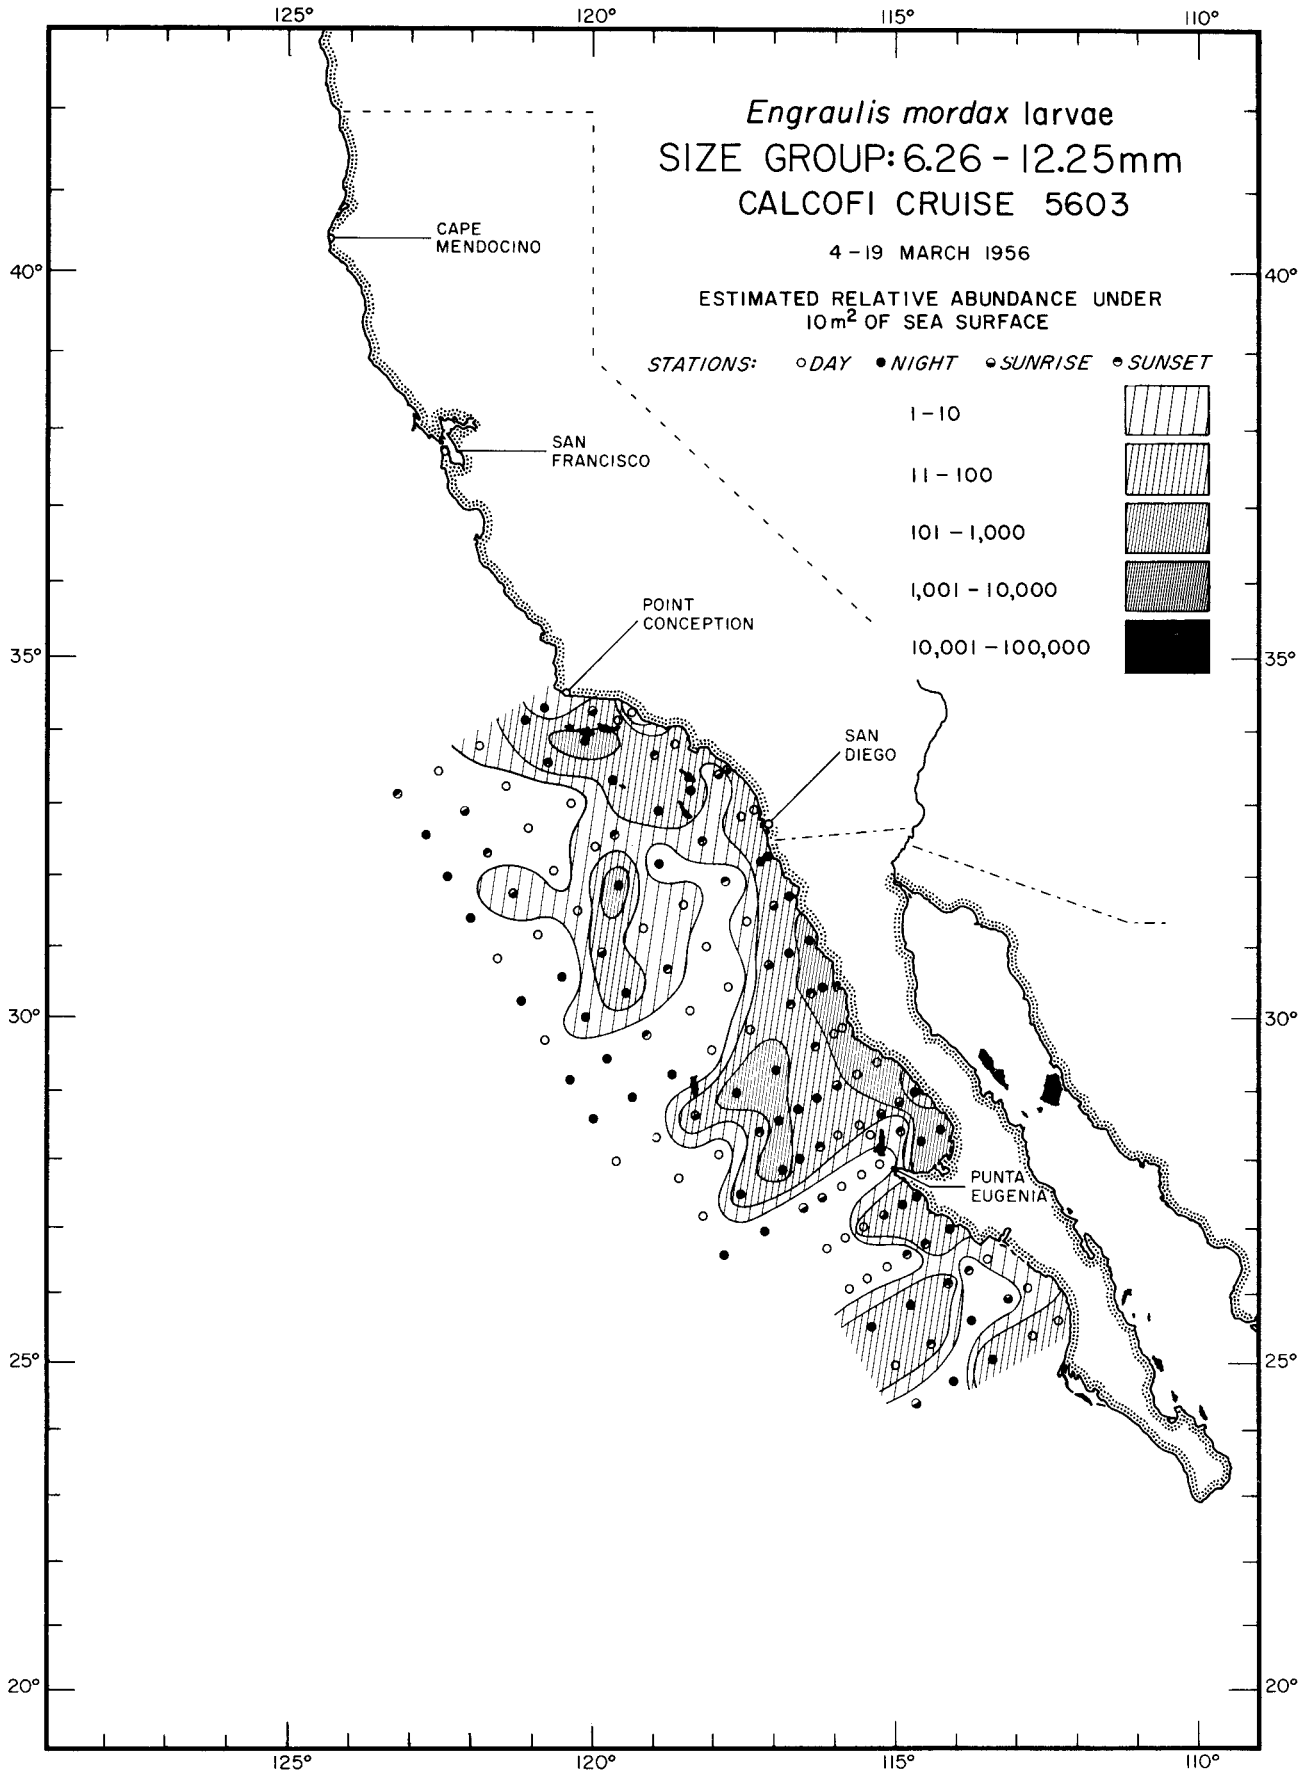 125° 120° 115° 110°
Engraulis mordax larvae
SIZE GROUP: 6.26 - 12.25mm
CALCOFI CRUISE 5603
4 - 19 MARCH 1956
ESTIMATED RELATIVE ABUNDANCE UNDER
10m² OF SEA SURFACE
STATIONS: DAY NIGHT SUNRISE SUNSET
1 - 10
11 - 100
101 - 1,000
1,001 - 10,000
10,001 - 100,000
CAPE
MENDOCINO
40° 40°
SAN
FRANCISCO
POINT
CONCEPTION
35° 35°
SAN
DIEGO
30° 30°
PUNTA
EUGENIA
25° 25°
20° 20°
125° 120° 115° 110°